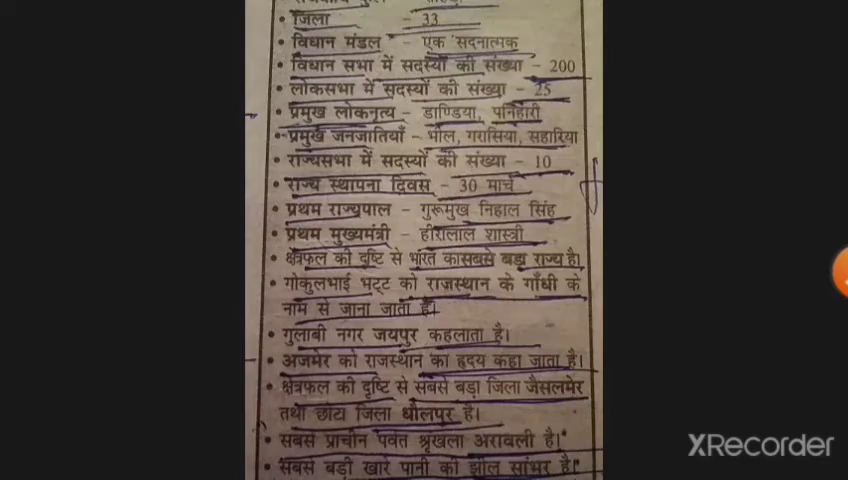 • जिला - 33
• विधान मंडल - एक सदनात्मक
• विधान सभा में सदस्यों की संख्या - 200
• लोकसभा में सदस्यों की संख्या - 25
• प्रमुख लोकनृत्य - डाण्डिया, पनिहारी
• प्रमुख जनजातियाँ - भील, गरासिया, सहारिया
• राज्यसभा में सदस्यों की संख्या - 10
• राज्य स्थापना दिवस - 30 मार्च
• प्रथम राज्यपाल - गुरूमुख निहाल सिंह
• प्रथम मुख्यमंत्री - हीरालाल शास्त्री
• क्षेत्रफल की दृष्टि से भारत का सबसे बड़ा राज्य है।
• गोकुलभाई भट्ट को राजस्थान के गाँधी के
नाम से जाना जाता है।
• गुलाबी नगर जयपुर कहलाता है।
• अजमेर को राजस्थान का हृदय कहा जाता है।
• क्षेत्रफल की दृष्टि से सबसे बड़ा जिला जैसलमेर
तथा छोटा जिला धौलपुर है।
• सबसे प्राचीन पर्वत श्रृंखला अरावली है।
• सबसे बड़ी खारे पानी की झील सांभर है।
XRecorder